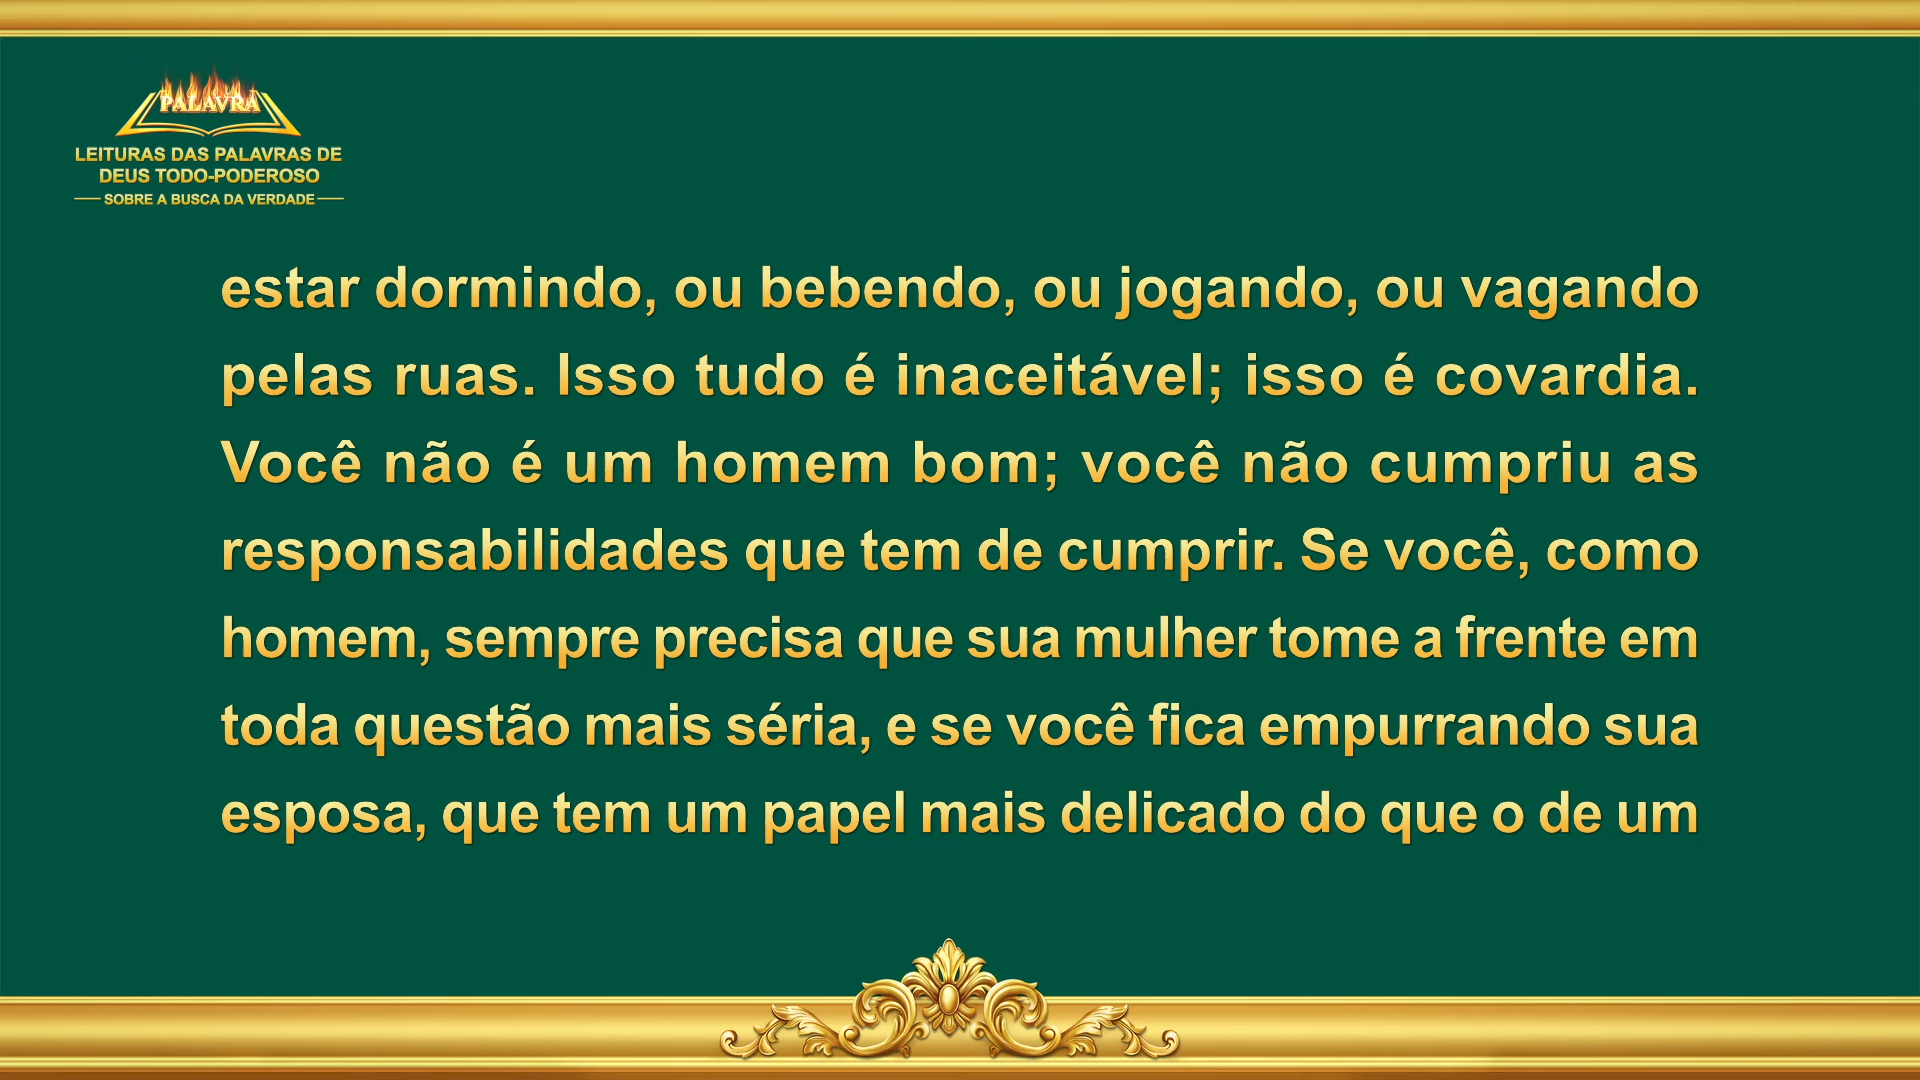 PALAVRA
LEITURAS DAS PALAVRAS DE
DEUS TODO-PODEROSO
SOBRE A BUSCA DA VERDADE
estar dormindo, ou bebendo, ou jogando, ou vagando
pelas ruas. Isso tudo é inaceitável; isso é covardia.
Você não é um homem bom; você não cumpriu as
responsabilidades que tem de cumprir. Se você, como
homem, sempre precisa que sua mulher tome a frente em
toda questão mais séria, e se você fica empurrando sua
esposa, que tem um papel mais delicado do que o de um